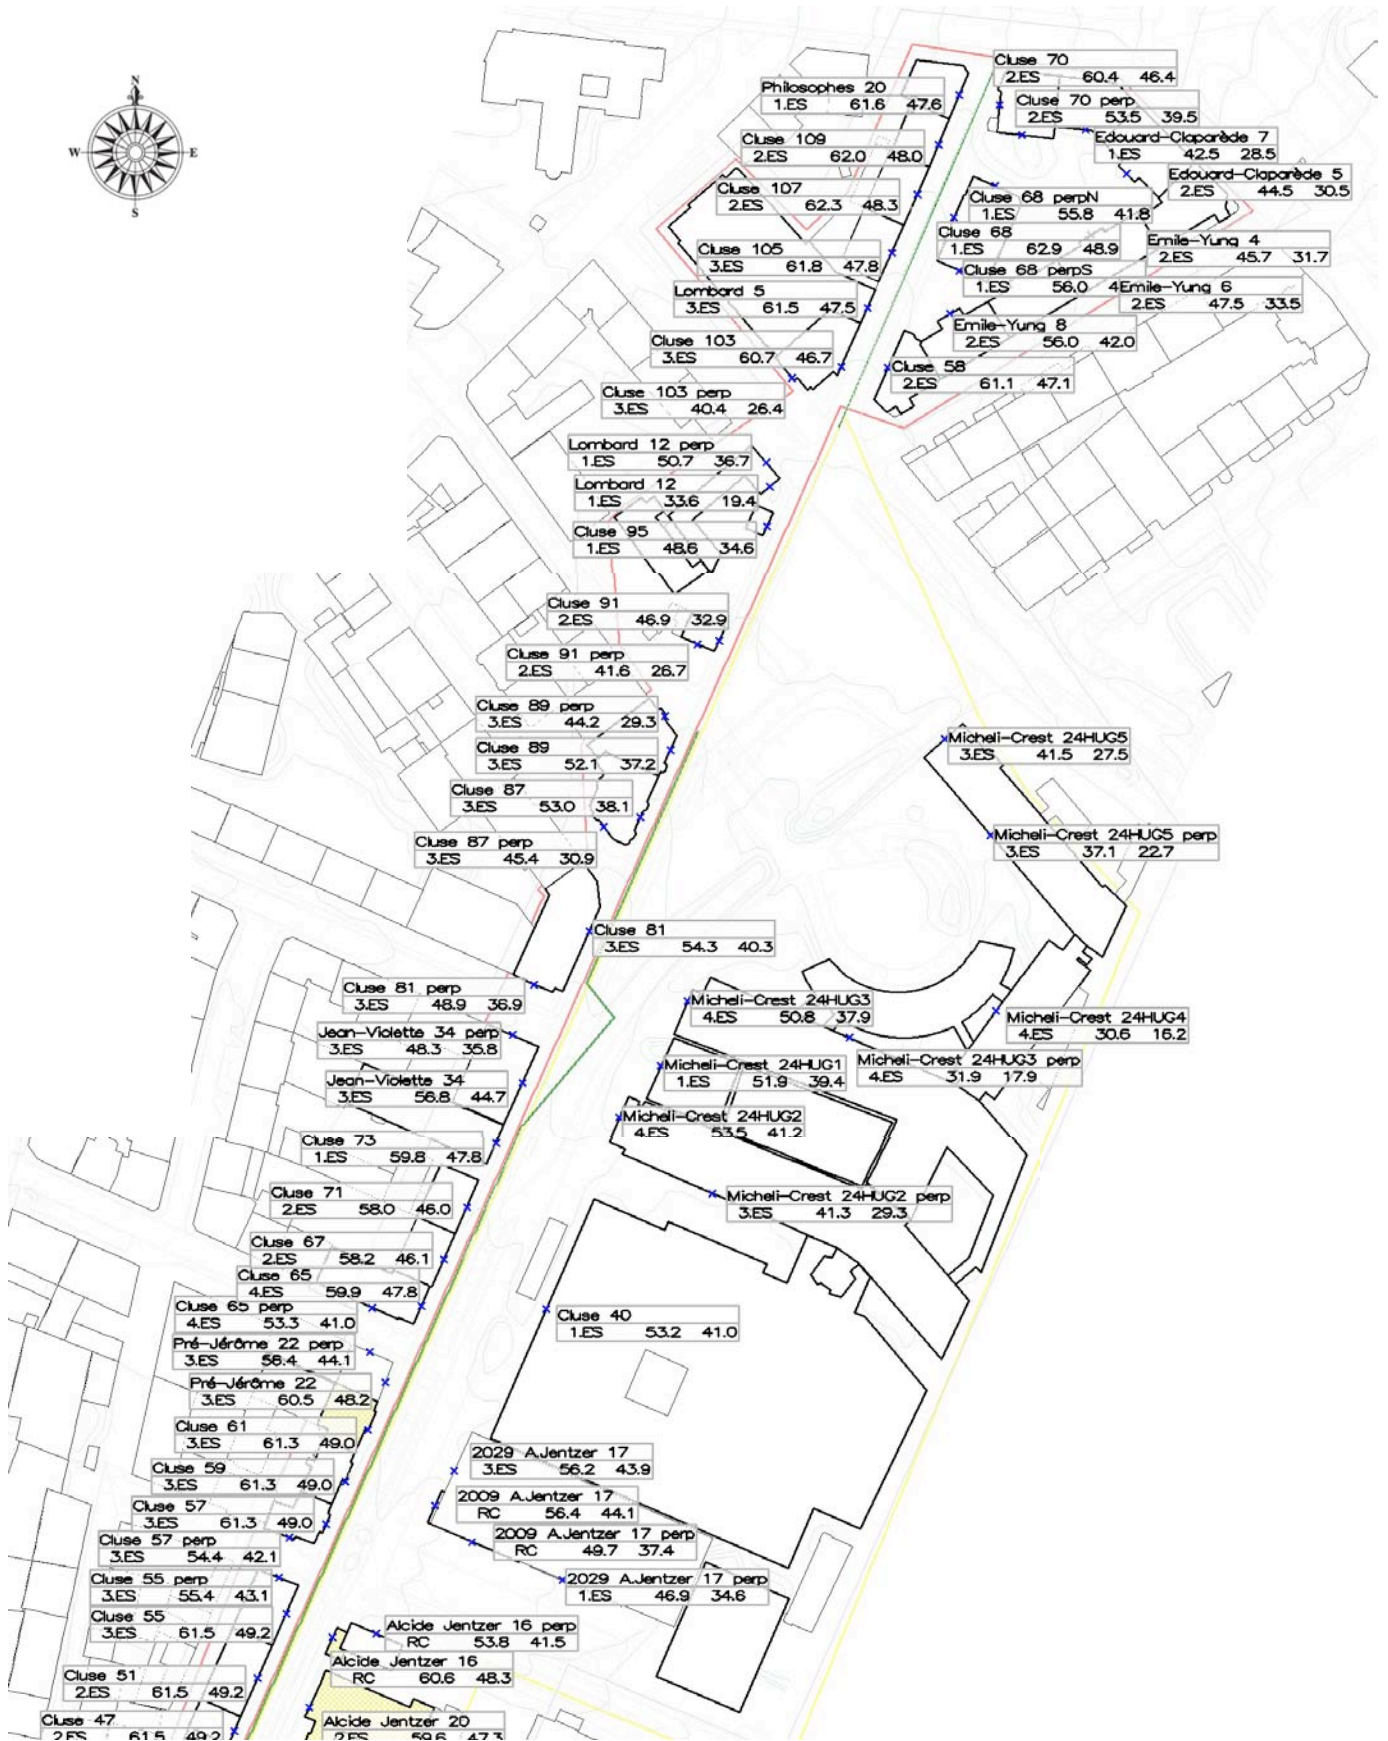 N
W E
S
Cluse 70
2.ES 60.4 46.4
Philosophes 20
1.ES 61.6 47.6
Cluse 70 perp
2.ES 53.5 39.5
Cluse 109
2.ES 62.0 48.0
Edouard-Claparède 7
1.ES 42.5 28.5
Edouard-Claparède 5
2.ES 44.5 30.5
Cluse 107
2.ES 62.3 48.3
Cluse 68 perpN
1.ES 55.8 41.8
Cluse 68
1.ES 62.9 48.9
Emile-Yung 4
2.ES 45.7 31.7
Cluse 105
3.ES 61.8 47.8
Cluse 68 perpS
1.ES 56.0 4
Emile-Yung 6
2.ES 47.5 33.5
Lombard 5
3.ES 61.5 47.5
Emile-Yung 8
2.ES 56.0 42.0
Cluse 103
3.ES 60.7 46.7
Cluse 58
2.ES 61.1 47.1
Cluse 103 perp
3.ES 40.4 26.4
Lombard 12 perp
1.ES 50.7 36.7
Lombard 12
1.ES 33.6 19.4
Cluse 95
1.ES 48.6 34.6
Cluse 91
2.ES 46.9 32.9
Cluse 91 perp
2.ES 41.6 26.7
Cluse 89 perp
3.ES 44.2 29.3
Cluse 89
3.ES 52.1 37.2
Micheli-Crest 24HUG5
3.ES 41.5 27.5
Cluse 87
3.ES 53.0 38.1
Micheli-Crest 24HUG5 perp
3.ES 37.1 22.7
Cluse 87 perp
3.ES 45.4 30.9
Cluse 81
3.ES 54.3 40.3
Cluse 81 perp
3.ES 48.9 36.9
Micheli-Crest 24HUG3
4.ES 50.8 37.9
Micheli-Crest 24HUG4
4.ES 30.6 16.2
Jean-Violette 34 perp
3.ES 48.3 35.8
Micheli-Crest 24HUG3 perp
4.ES 31.9 17.9
Micheli-Crest 24HUG1
1.ES 51.9 39.4
Jean-Violette 34
3.ES 56.8 44.7
Micheli-Crest 24HUG2
4.ES 53.5 41.2
Cluse 73
1.ES 59.8 47.8
Cluse 71
2.ES 58.0 46.0
Micheli-Crest 24HUG2 perp
3.ES 41.3 29.3
Cluse 67
2.ES 58.2 46.1
Cluse 65
4.ES 59.9 47.8
Cluse 65 perp
4.ES 53.3 41.0
Cluse 40
1.ES 53.2 41.0
Pré-Jérôme 22 perp
3.ES 56.4 44.1
Pré-Jérôme 22
3.ES 60.5 48.2
Cluse 61
3.ES 61.3 49.0
2029 A.Jentzer 17
3.ES 56.2 43.9
Cluse 59
3.ES 61.3 49.0
2009 A.Jentzer 17
RC 56.4 44.1
Cluse 57
3.ES 61.3 49.0
2009 A.Jentzer 17 perp
RC 49.7 37.4
Cluse 57 perp
3.ES 54.4 42.1
Cluse 55 perp
3.ES 55.4 43.1
2029 A.Jentzer 17 perp
1.ES 46.9 34.6
Cluse 55
3.ES 61.5 49.2
Alcide Jentzer 16 perp
RC 53.8 41.5
Alcide Jentzer 16
RC 60.6 48.3
Cluse 51
2.ES 61.5 49.2
Cluse 47
2.ES 61.5 49.2
Alcide Jentzer 20
2.ES 59.6 47.3